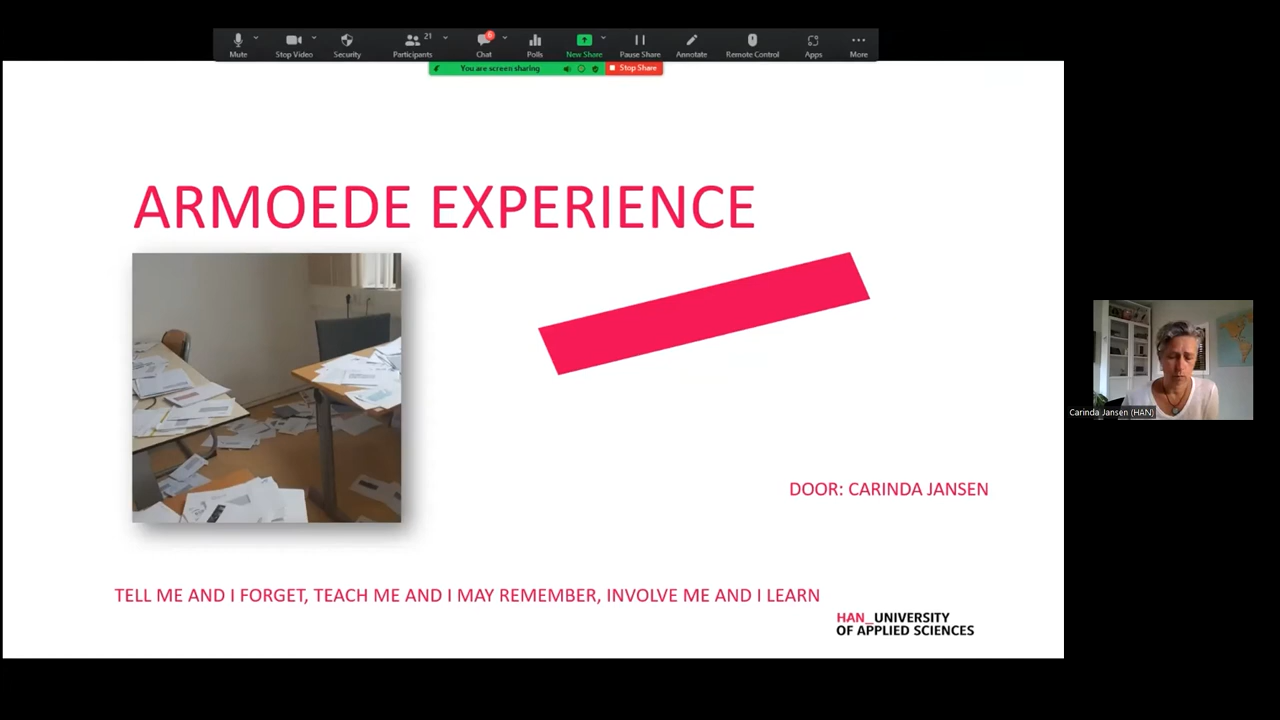 21
6
Mute
Stop Video
Security
Participants
Chat
Polls
New Share
Pause Share
Annotate
Remote Control
Apps
More
You are screen sharing
Stop Share
ARMOEDE EXPERIENCE
DOOR: CARINDA JANSEN
Carinda Jansen (HAN)
TELL ME AND I FORGET, TEACH ME AND I MAY REMEMBER, INVOLVE ME AND I LEARN
HAN_UNIVERSITY
OF APPLIED SCIENCES